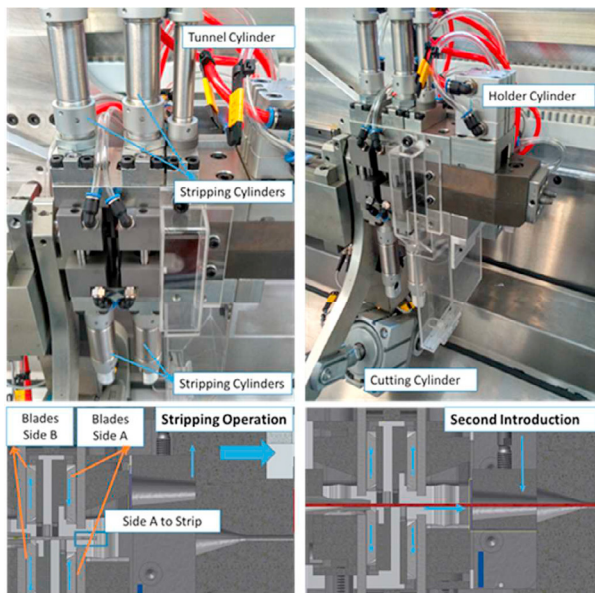 Tunnel Cylinder
Holder Cylinder
Stripping Cylinders
Stripping Cylinders
Cutting Cylinder
Blades
Side B
Blades
Side A
Stripping Operation
Side A to Strip
Second Introduction